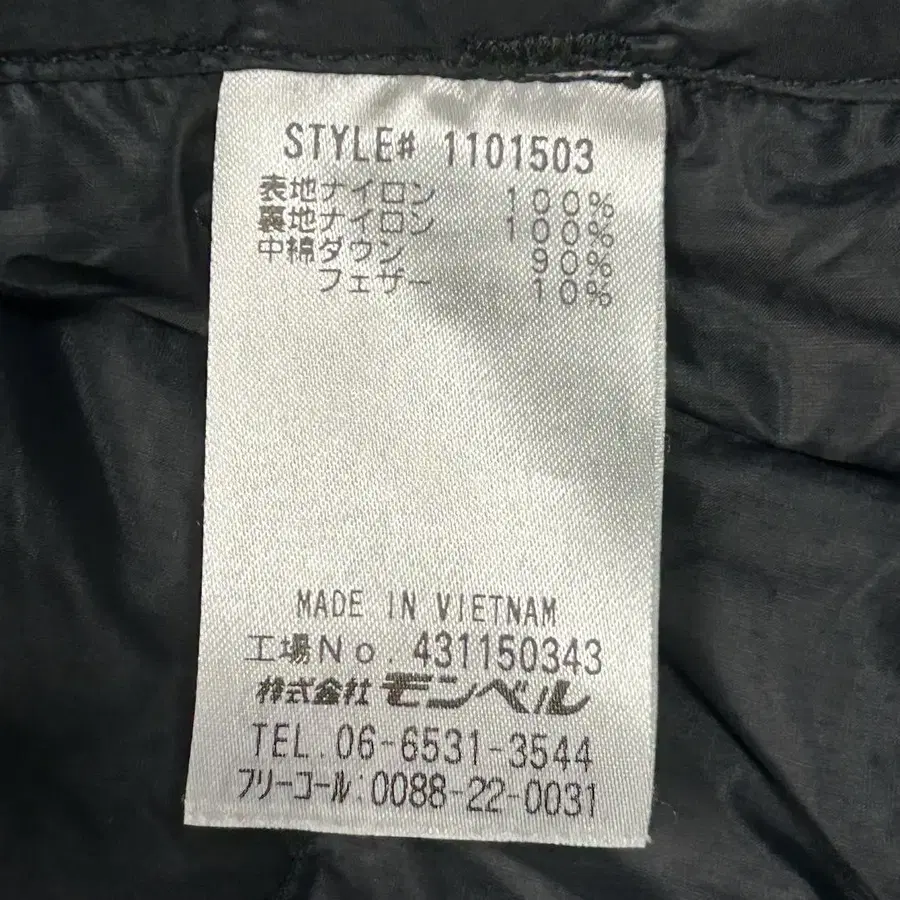 STYLE# 1101503
表地ナイロン 100%
裏地ナイロン 100%
中綿ダウン 90%
フェザー 10%
MADE IN VIETNAM
工場No. 431150343
株式会社 モンベル
TEL. 06-6531-3544
フリーコール:0088-22-0031